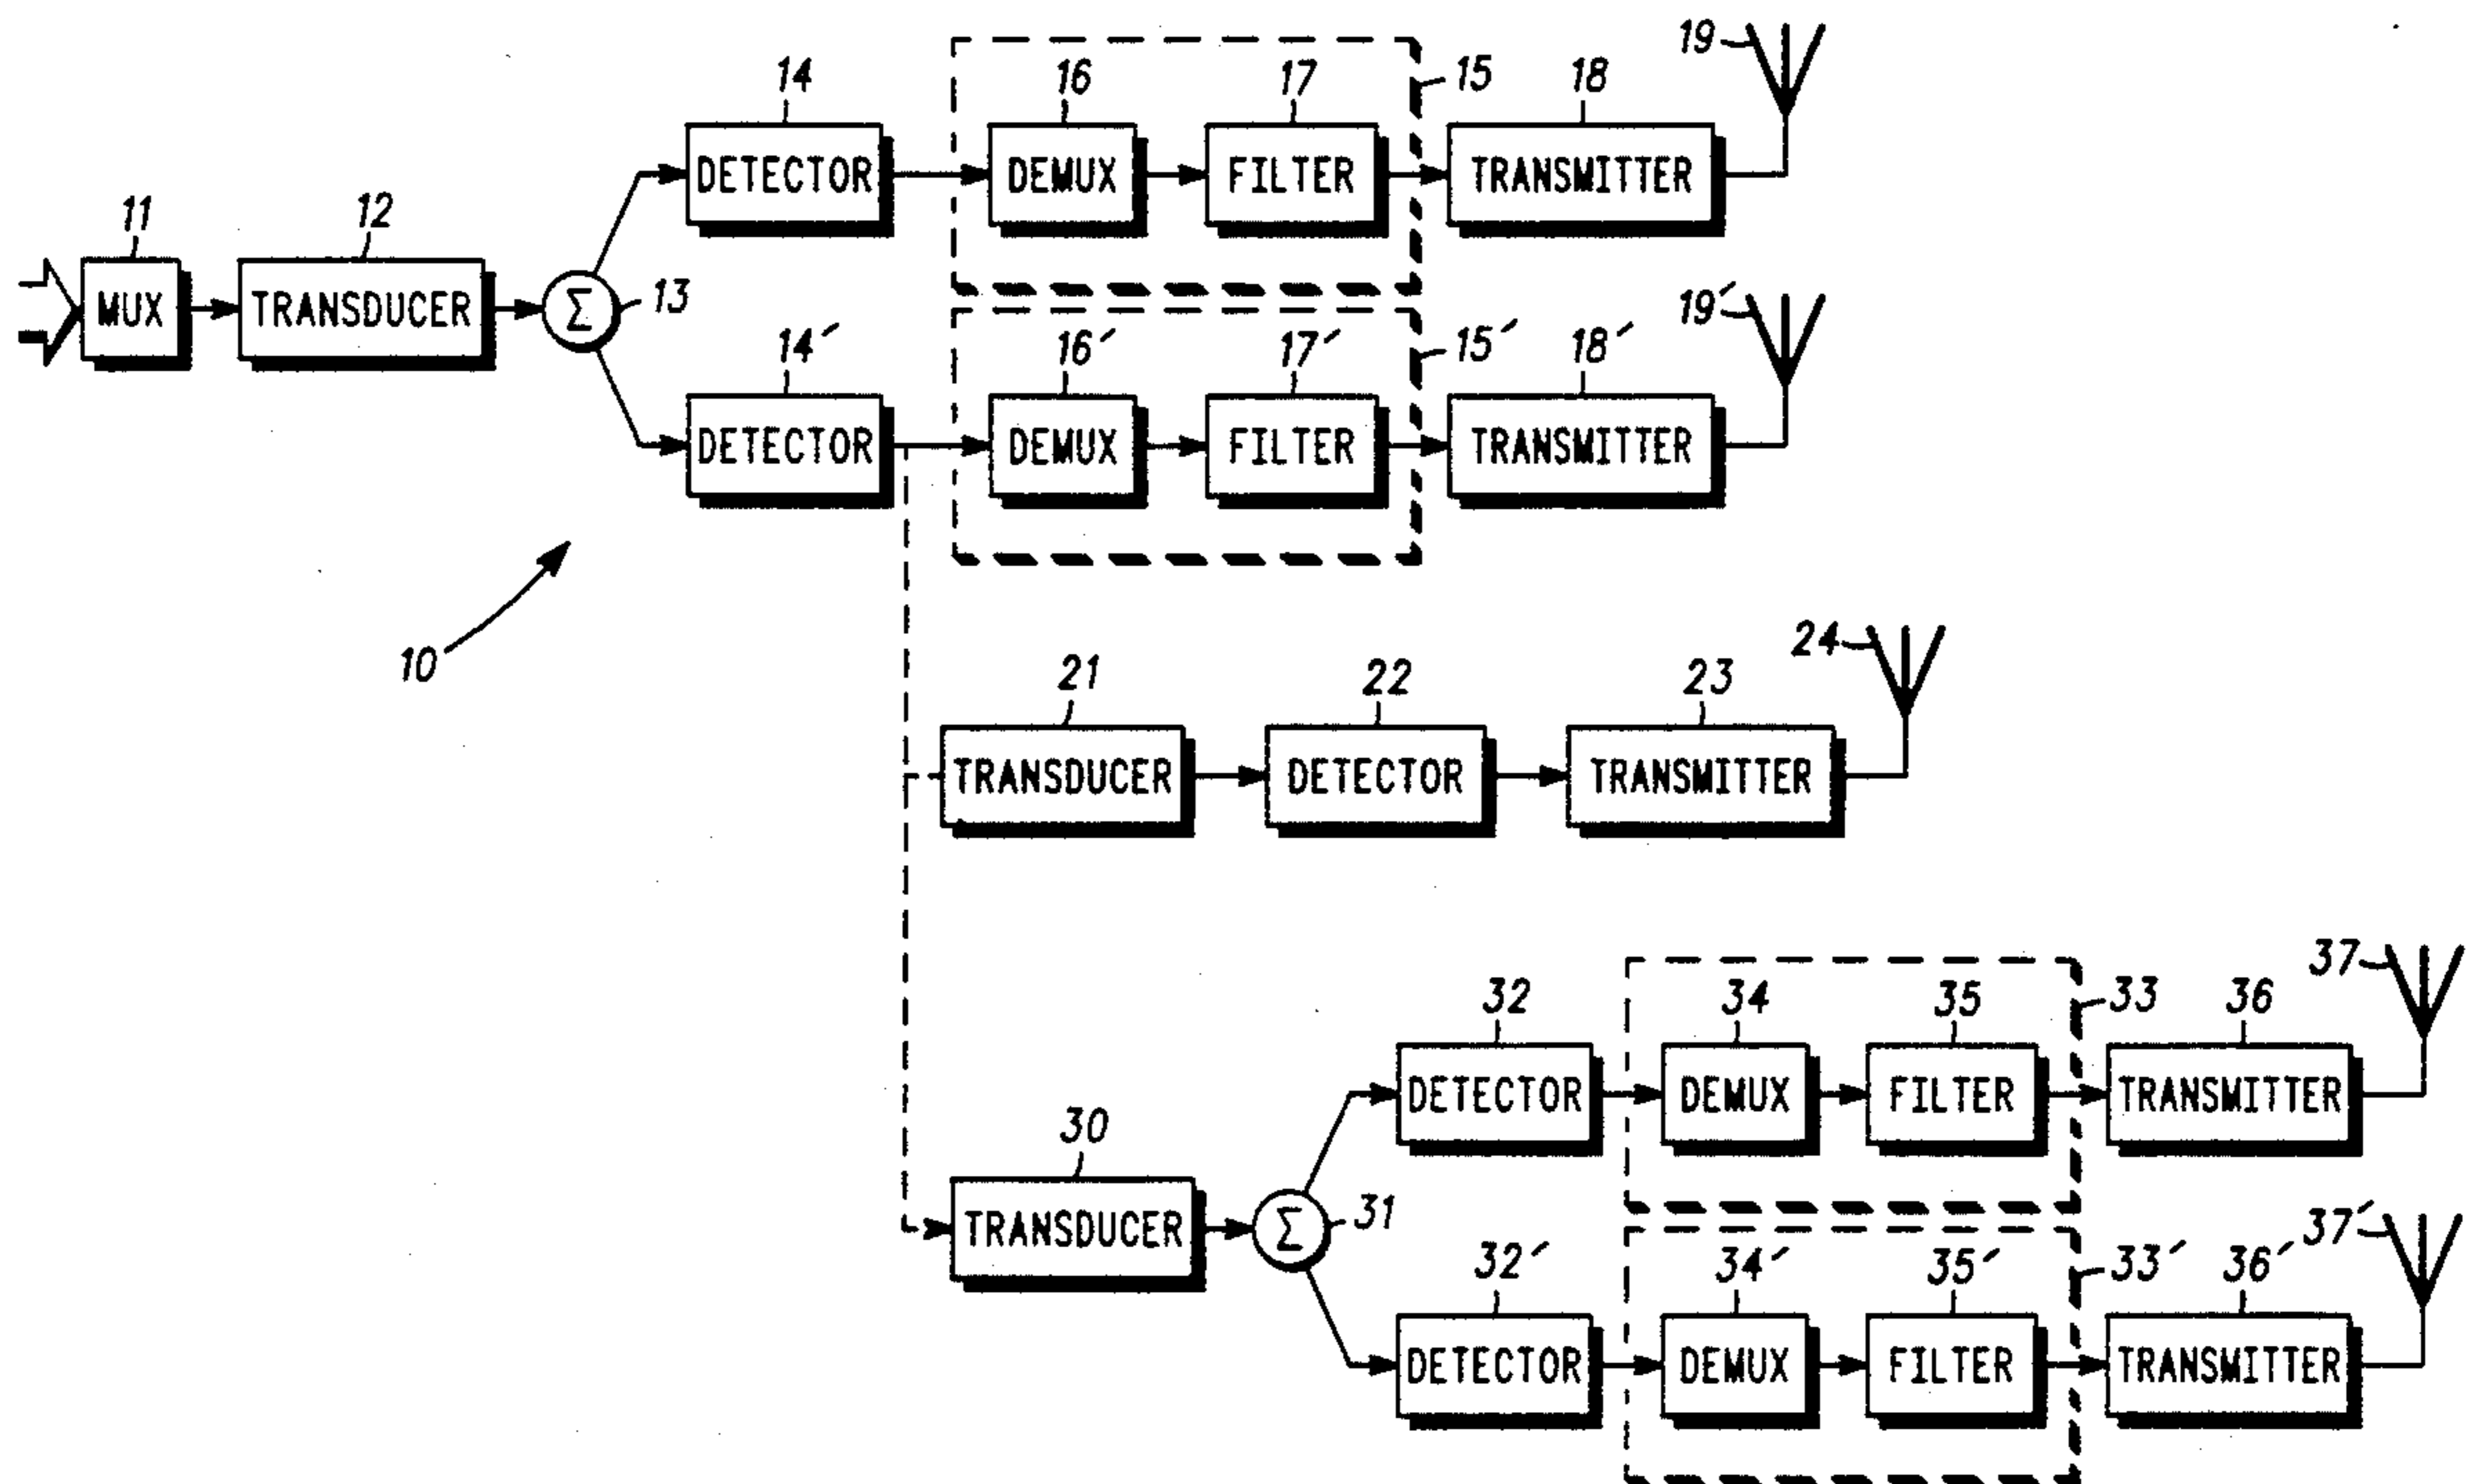 19
14 16 17 15 18
DETECTOR DEMUX FILTER TRANSMITTER
11 12
MUX TRANSDUCER Σ 13
19′
14′ 16′ 17′ 15′ 18′
DETECTOR DEMUX FILTER TRANSMITTER
10
24
21 22 23
TRANSDUCER DETECTOR TRANSMITTER
37
32 34 35 33 36
DETECTOR DEMUX FILTER TRANSMITTER
30
TRANSDUCER Σ 31
37′
32′ 34′ 35′ 33′ 36′
DETECTOR DEMUX FILTER TRANSMITTER